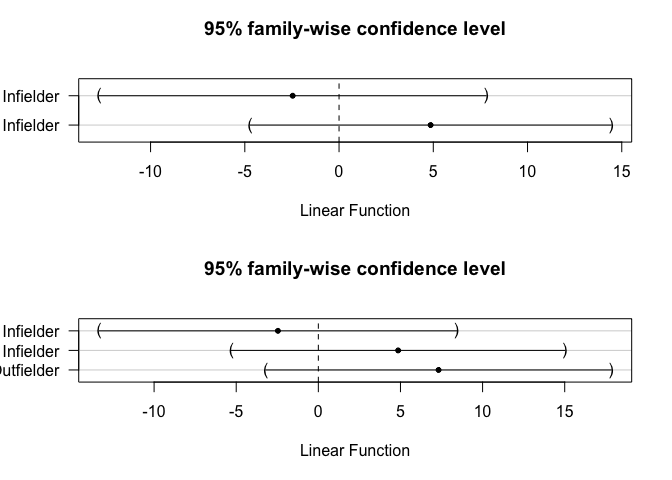 95% family-wise confidence level
Infielder
Infielder
-10 -5 0 5 10 15
Linear Function
95% family-wise confidence level
Infielder
Infielder
Outfielder
-10 -5 0 5 10 15
Linear Function